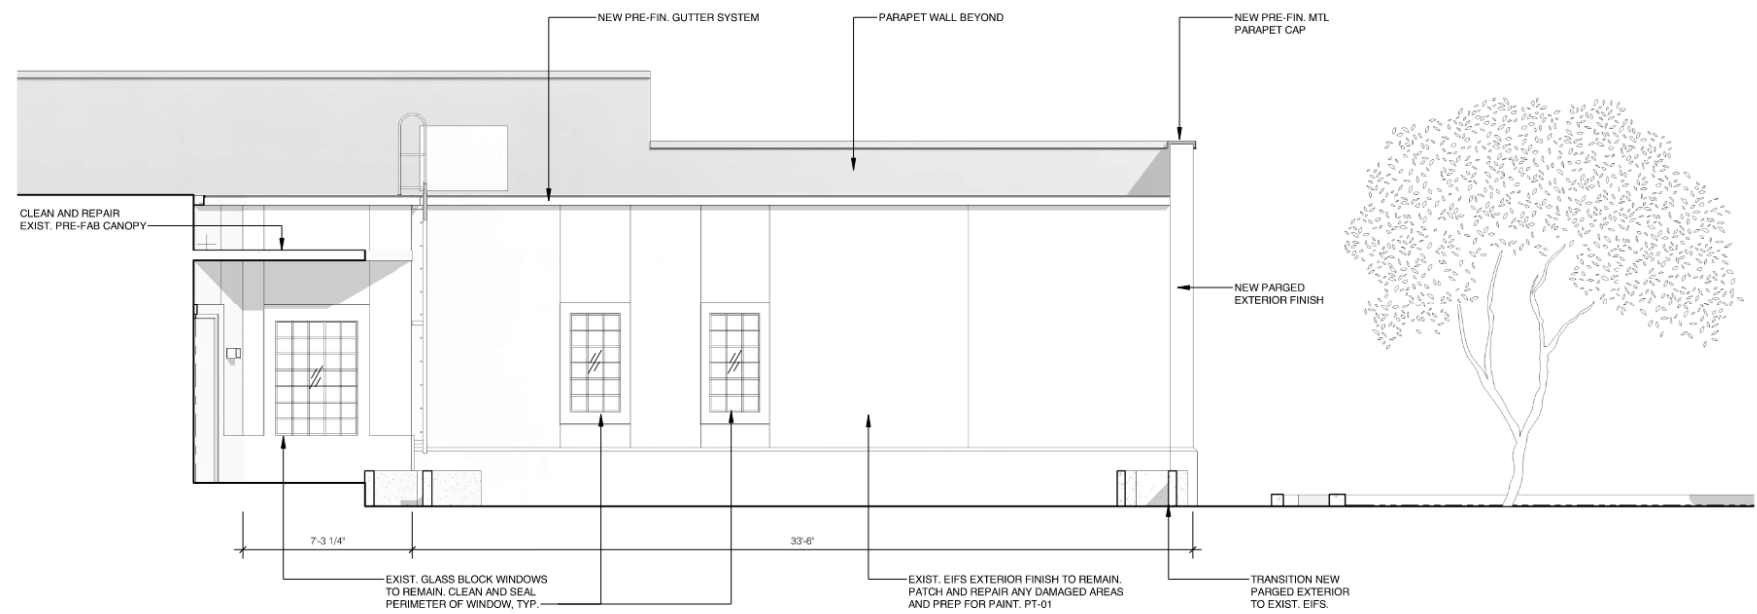 NEW PRE-FIN. GUTTER SYSTEM
PARAPET WALL BEYOND
NEW PRE-FIN. MTL
PARAPET CAP
CLEAN AND REPAIR
EXIST. PRE-FAB CANOPY
NEW PARGED
EXTERIOR FINISH
7'-3 1/4"
33'-6"
EXIST. GLASS BLOCK WINDOWS
TO REMAIN. CLEAN AND SEAL
PERIMETER OF WINDOW, TYP.
EXIST. EIFS EXTERIOR FINISH TO REMAIN.
PATCH AND REPAIR ANY DAMAGED AREAS
AND PREP FOR PAINT. PT-01
TRANSITION NEW
PARGED EXTERIOR
TO EXIST. EIFS.